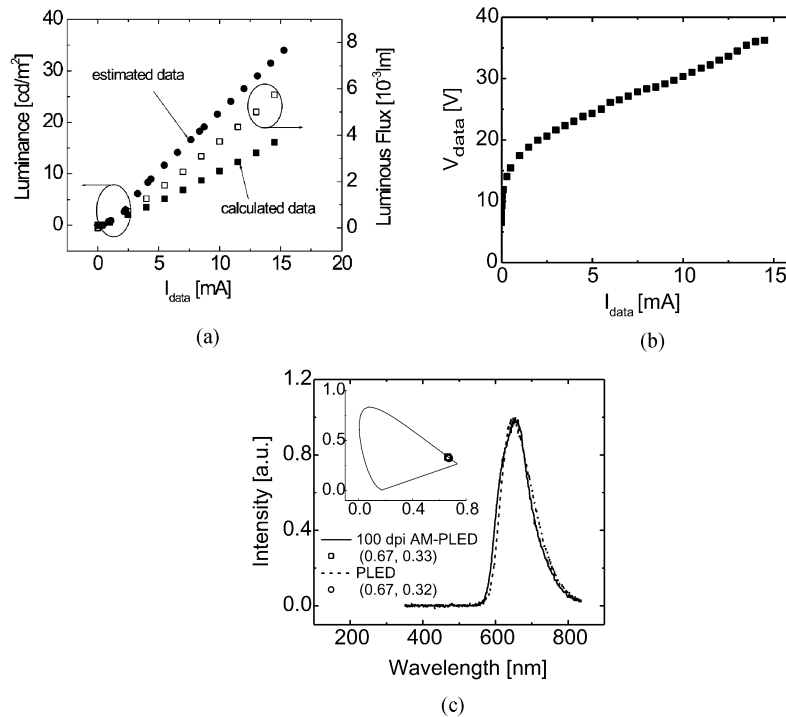 Luminance [cd/m²]
40
30
20
10
0
estimated data
calculated data
8
6
4
2
0
Luminous Flux [10⁻³lm]
0 5 10 15 20
I_data [mA]
(a)
V_data [V]
40
30
20
10
0
0 5 10 15
I_data [mA]
(b)
Intensity [a.u.]
1.2
0.8
0.4
0.0
1.0
0.5
0.0
0.0 0.4 0.8
100 dpi AM-PLED
(0.67, 0.33)
PLED
(0.67, 0.32)
200 400 600 800
Wavelength [nm]
(c)